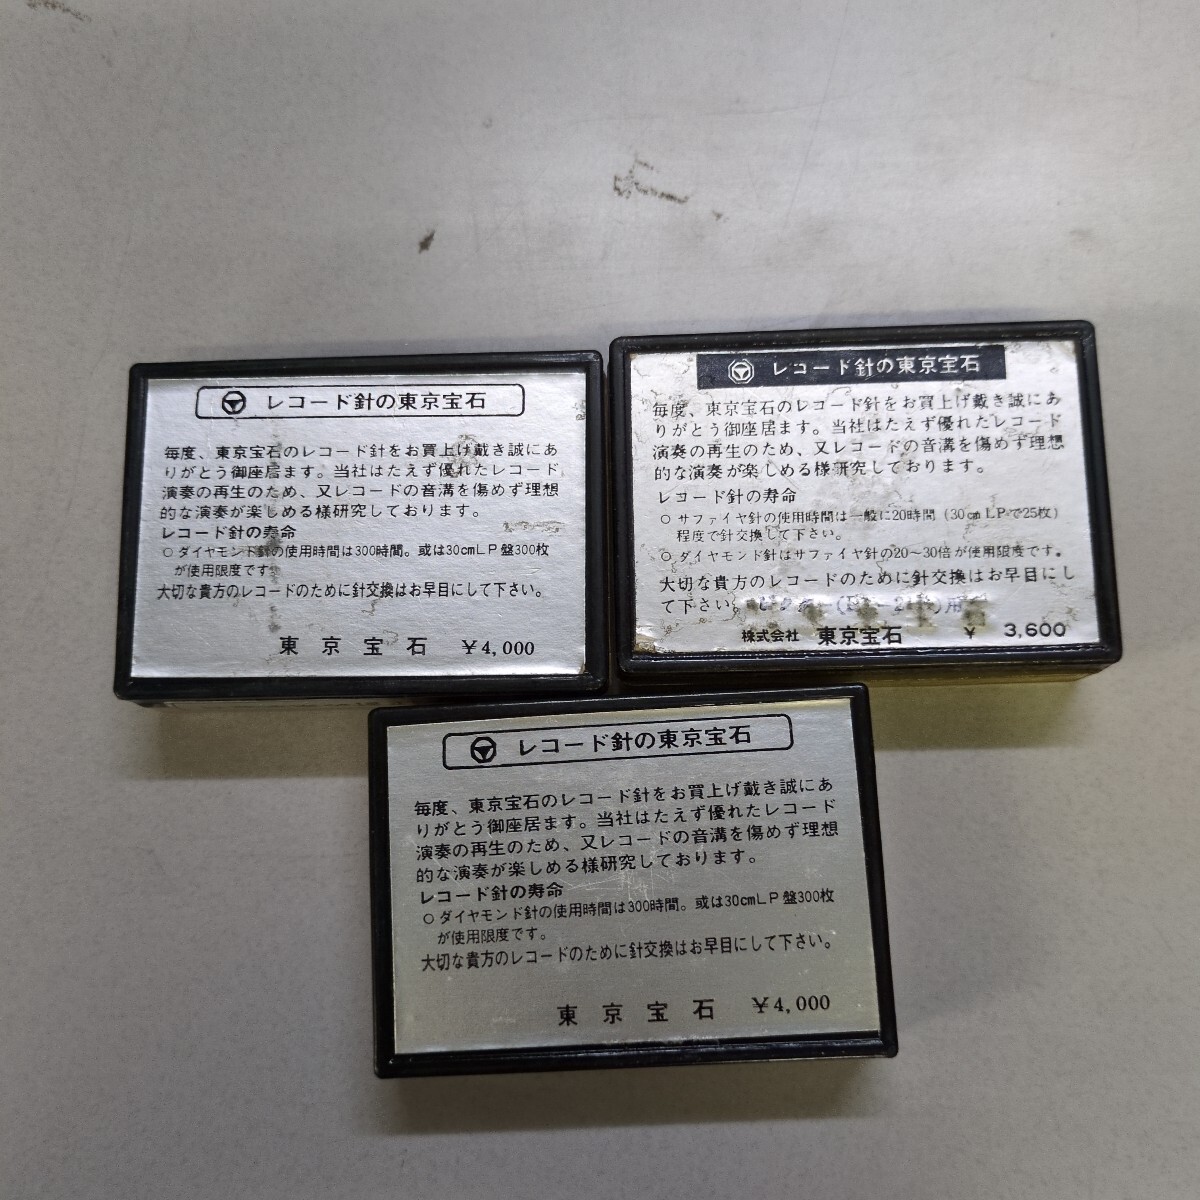 レコード針の東京宝石
毎度、東京宝石のレコード針をお買上げ戴き誠にあ
りがとう御座居ます。当社はたえず優れたレコード
演奏の再生のため、又レコードの音溝を傷めず理想
的な演奏が楽しめる様研究しております。
レコード針の寿命
○ダイヤモンド針の使用時間は300時間。或は30cmLP盤300枚
が使用限度です。
大切な貴方のレコードのために針交換はお早目にして下さい。
東京宝石 ￥4,000
レコード針の東京宝石
毎度、東京宝石のレコード針をお買上げ戴き誠にあ
りがとう御座居ます。当社はたえず優れたレコード
演奏の再生のため、又レコードの音溝を傷めず理想
的な演奏が楽しめる様研究しております。
レコード針の寿命
○サファイヤ針の使用時間は一般に20時間（30cmLPで25枚）
程度で針交換して下さい。
○ダイヤモンド針はサファイヤ針の20〜30倍が使用限度です。
大切な貴方のレコードのために針交換はお早目にし
て下さい。
株式会社 東京宝石 ￥ 3,600
レコード針の東京宝石
毎度、東京宝石のレコード針をお買上げ戴き誠にあ
りがとう御座居ます。当社はたえず優れたレコード
演奏の再生のため、又レコードの音溝を傷めず理想
的な演奏が楽しめる様研究しております。
レコード針の寿命
○ダイヤモンド針の使用時間は300時間。或は30cmLP盤300枚
が使用限度です。
大切な貴方のレコードのために針交換はお早目にして下さい。
東京宝石 ￥4,000